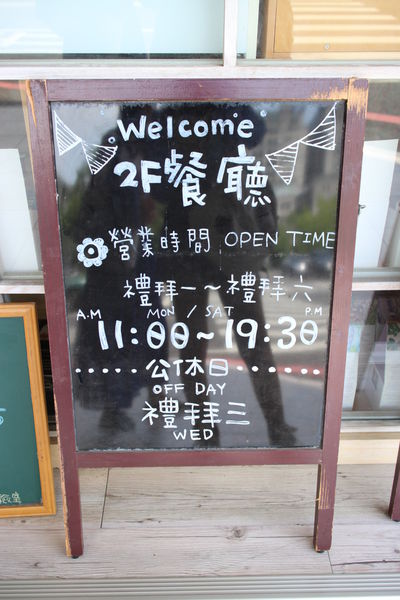 Welcome
2F餐廳
營業時間 OPEN TIME
禮拜一～禮拜六
A.M MON / SAT P.M
11:00~19:30
公休日
OFF DAY
禮拜三
WED